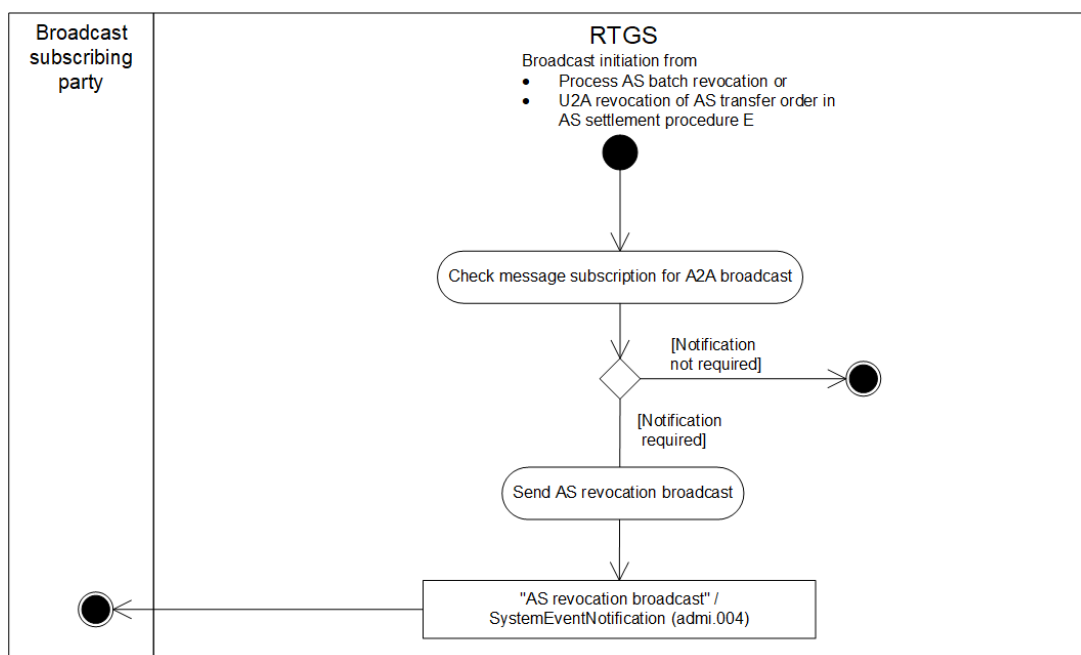 Broadcast
subscribing
party
RTGS
Broadcast initiation from
• Process AS batch revocation or
• U2A revocation of AS transfer order in
AS settlement procedure E
Check message subscription for A2A broadcast
[Notification
not required]
[Notification
required]
Send AS revocation broadcast
"AS revocation broadcast" /
SystemEventNotification (admi.004)